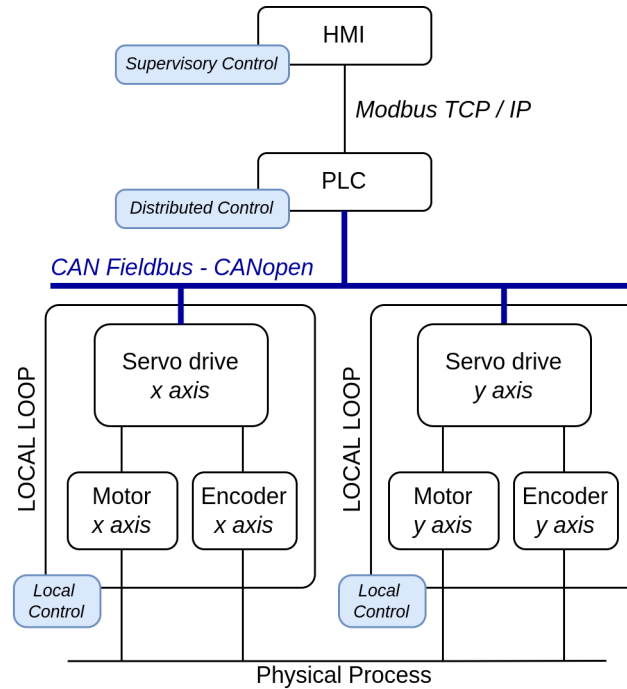 HMI
Supervisory Control
Modbus TCP / IP
PLC
Distributed Control
CAN Fieldbus - CANopen
LOCAL LOOP
Servo drive
x axis
Motor
x axis
Encoder
x axis
Local
Control
LOCAL LOOP
Servo drive
y axis
Motor
y axis
Encoder
y axis
Local
Control
Physical Process